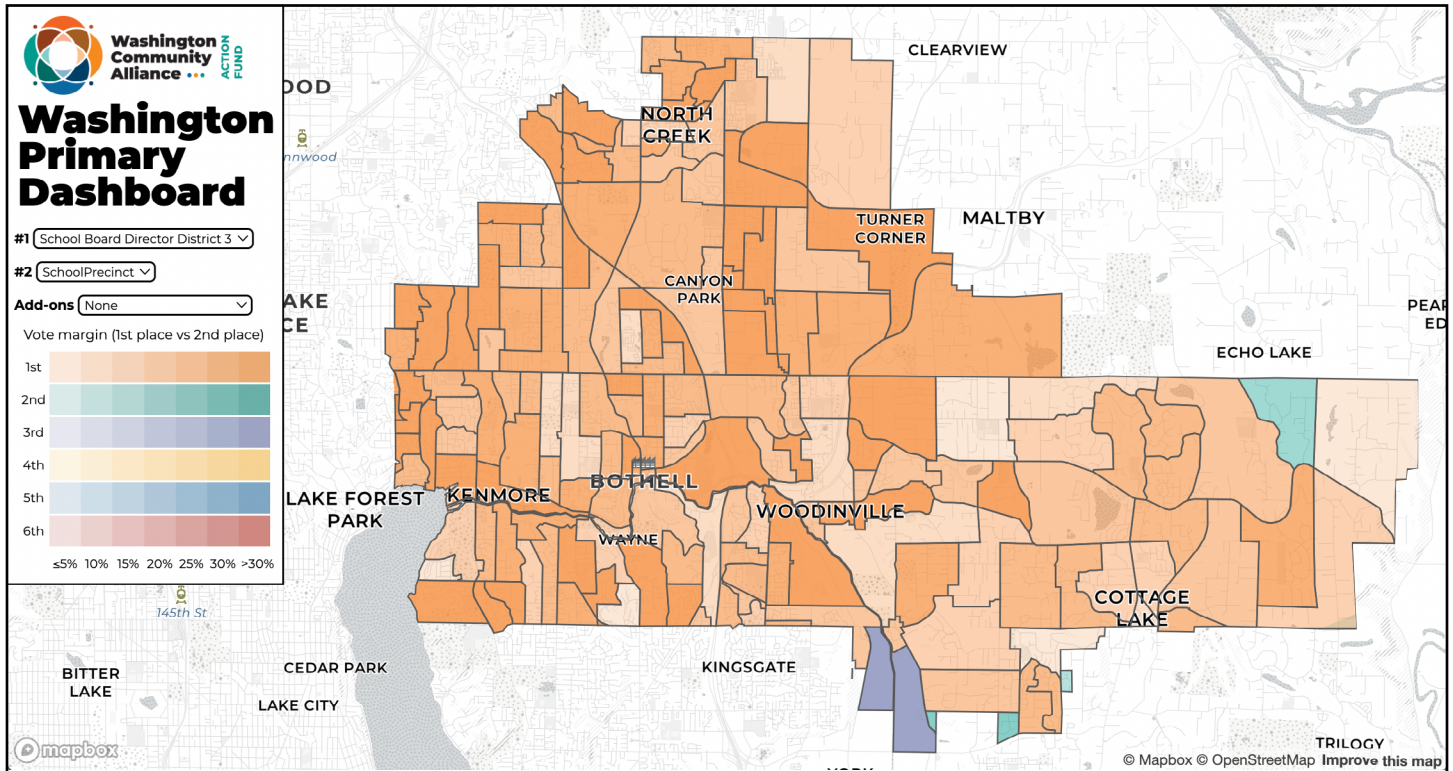 Washington
Community
Alliance
ACTION
FUND
Washington
Primary
Dashboard
#1 School Board Director District 3
#2 SchoolPrecinct
Add-ons None
Vote margin (1st place vs 2nd place)
1st
2nd
3rd
4th
5th
6th
≤5% 10% 15% 20% 25% 30% >30%
OOD
nnwood
AKE
CE
CLEARVIEW
NORTH
CREEK
TURNER
CORNER
MALTBY
CANYON
PARK
PEAR
ED
ECHO LAKE
LAKE FOREST
PARK
KENMORE
BOTHELL
WAYNE
WOODINVILLE
COTTAGE
LAKE
145th St
BITTER
LAKE
CEDAR PARK
LAKE CITY
KINGSGATE
TRILOGY
YORK
mapbox
© Mapbox © OpenStreetMap Improve this map